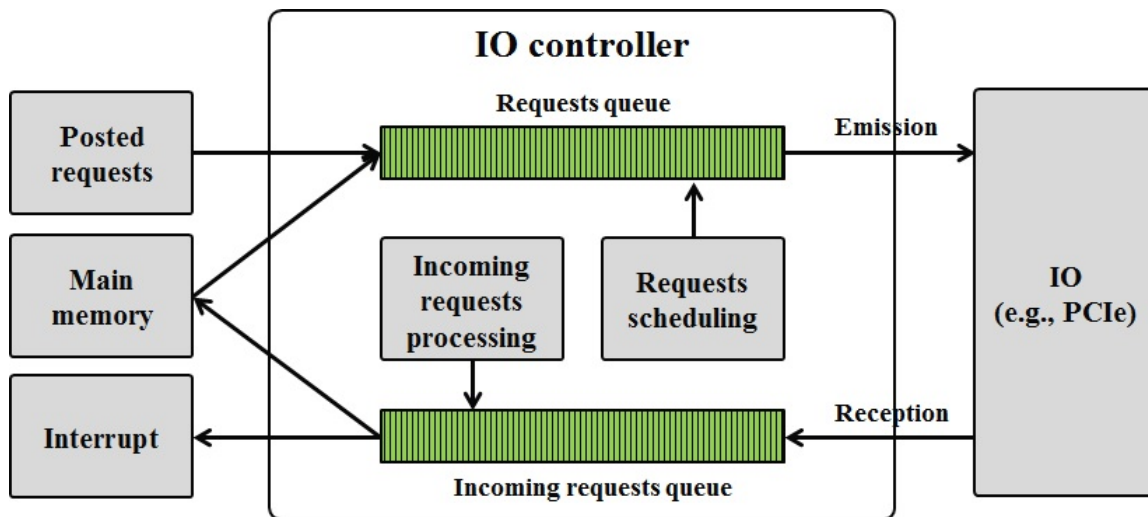 IO controller
Requests queue
Posted
requests
Emission
Main
memory
Incoming
requests
processing
Requests
scheduling
IO
(e.g., PCIe)
Interrupt
Reception
Incoming requests queue